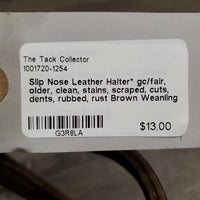 The Tack Collector
1001720-1254
Slip Nose Leather Halter* gc/fair,
older, clean, stains, scraped, cuts,
dents, rubbed, rust Brown Weanling
G3R8LA
$13.00